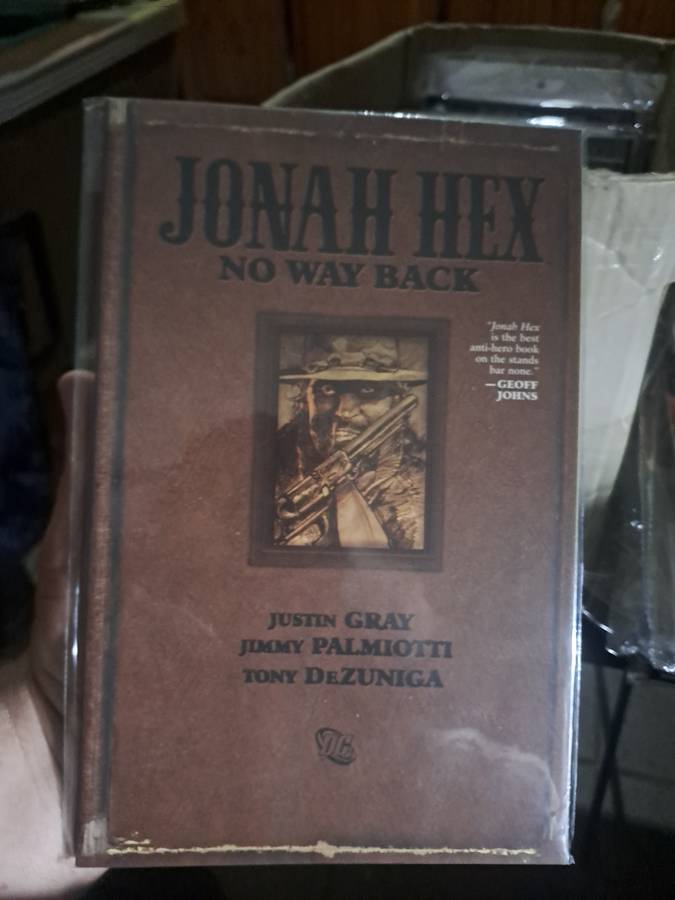 JONAH HEX
NO WAY BACK
"Jonah Hex
is the best
anti-hero book
on the stands
bar none."
—GEOFF
JOHNS
JUSTIN GRAY
JIMMY PALMIOTTI
TONY DeZUNIGA
DC